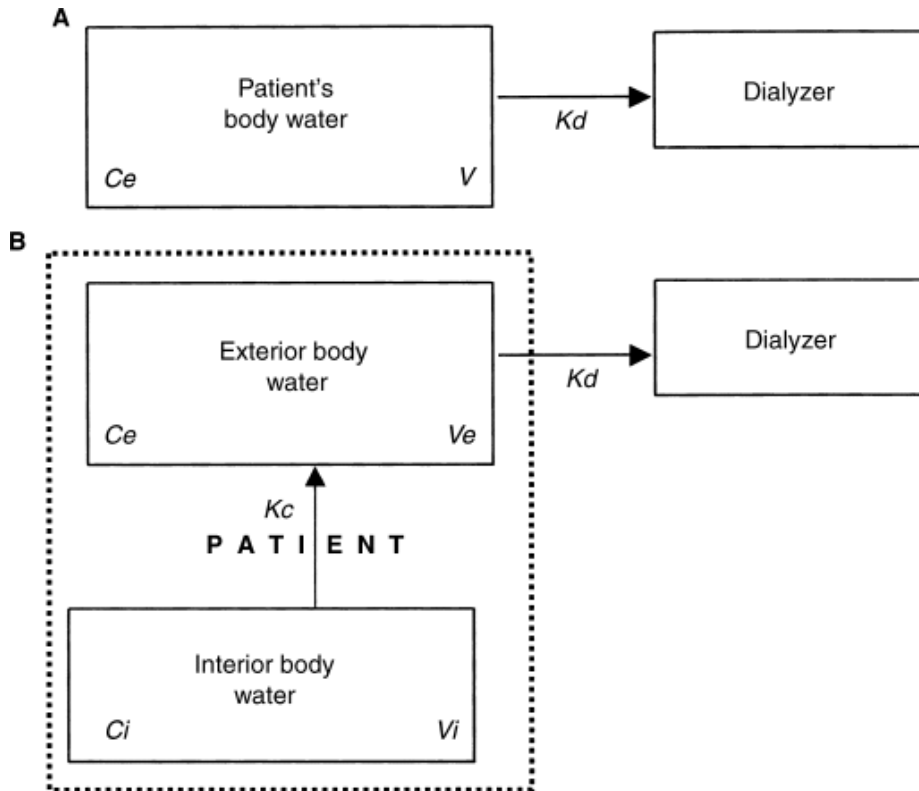 A
Patient's
body water
Ce
V
Kd
Dialyzer
B
Exterior body
water
Ce
Ve
Kd
Dialyzer
Kc
PATIENT
Interior body
water
Ci
Vi